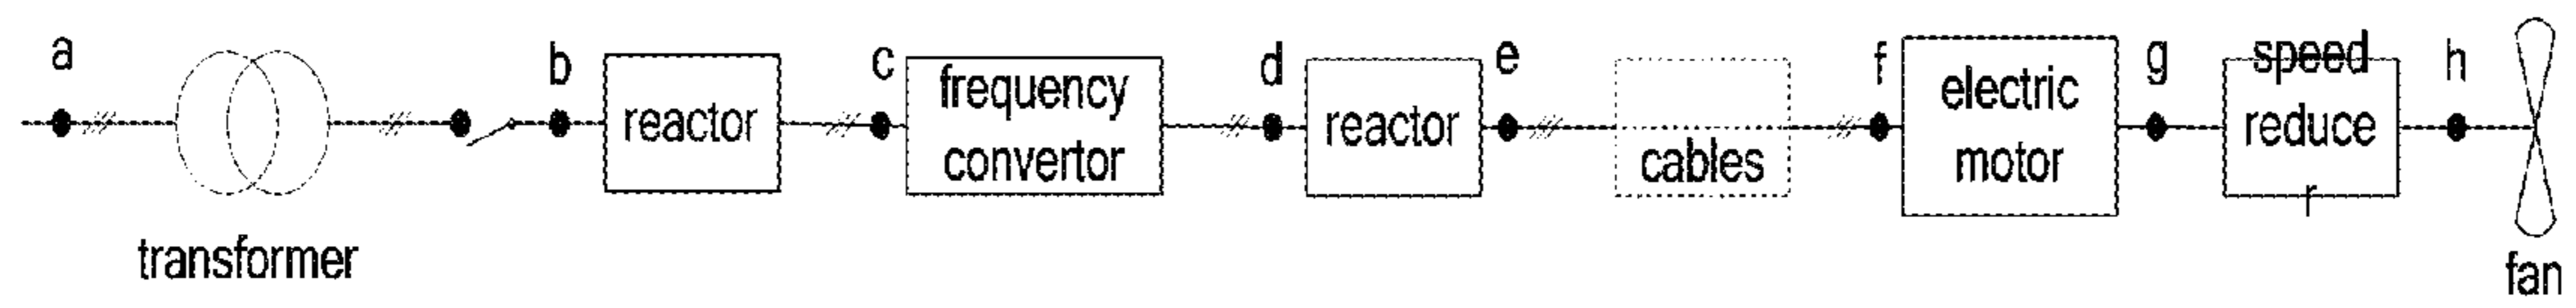 a
b
reactor
c
frequency
convertor
d
reactor
e
cables
f
electric
motor
g
speed
reduce
r
h
transformer
fan